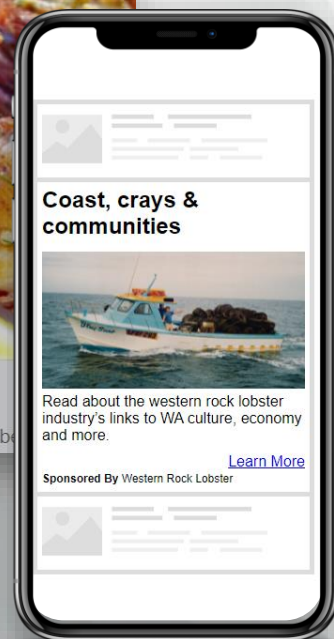 Coast, crays &
communities
Read about the western rock lobster
industry's links to WA culture, economy
and more.
Learn More
Sponsored By Western Rock Lobster